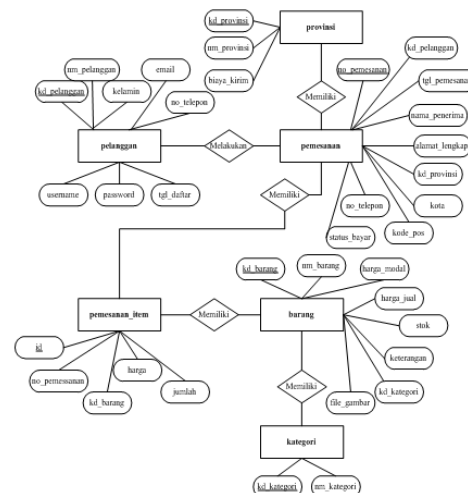 kd_provinsi
provinsi
nm_provinsi
biaya_kirim
kd_pelanggan
no_pemesanan
tgl_pemesanan
Memiliki
nama_penerima
nm_pelanggan
email
kd_pelanggan
kelamin
no_telepon
pelanggan
Melakukan
pemesanan
alamat_lengkap
kd_provinsi
username
password
tgl_daftar
Memiliki
no_telepon
kota
status_bayar
kode_pos
kd_barang
nm_barang
harga_modal
harga_jual
pemesanan_item
Memiliki
barang
stok
id
keterangan
no_pemessanan
harga
kd_barang
jumlah
Memiliki
file_gambar
kd_kategori
kategori
kd_kategori
nm_kategori